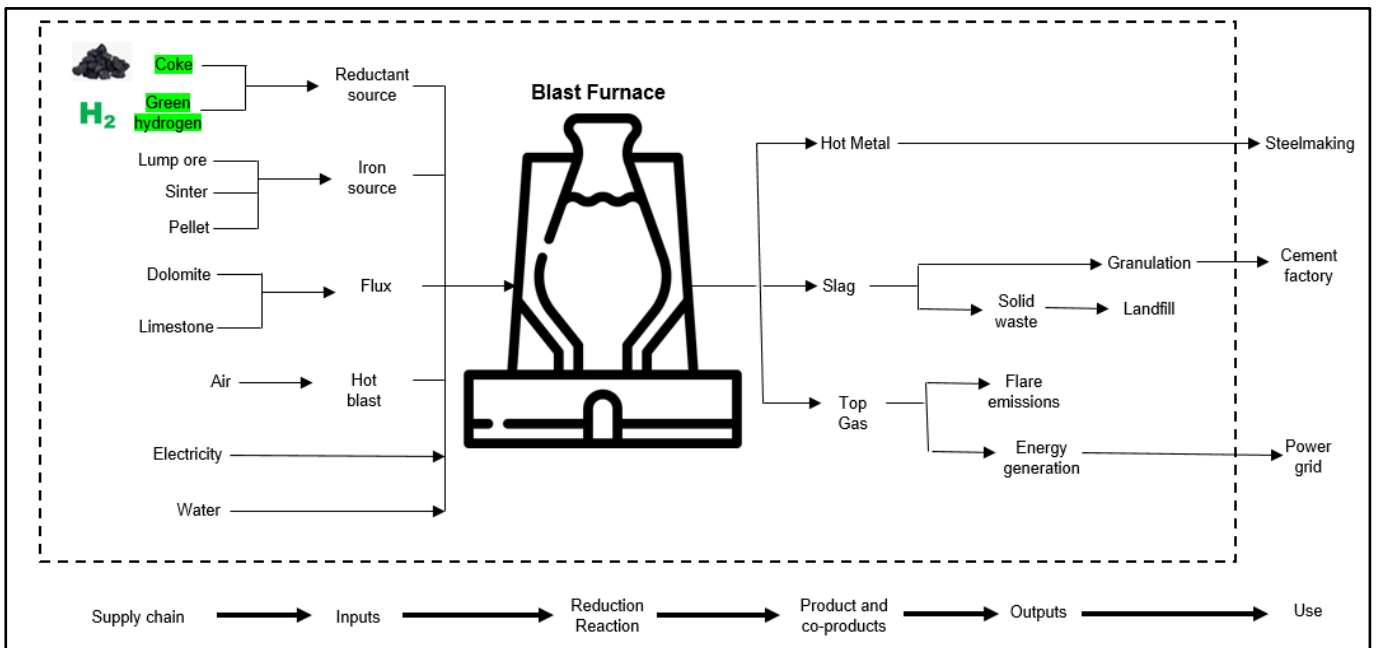 Coke
H₂
Green
hydrogen
Reductant
source
Lump ore
Sinter
Pellet
Iron
source
Dolomite
Limestone
Flux
Air
Hot
blast
Electricity
Water
Blast Furnace
Hot Metal
Steelmaking
Slag
Granulation
Cement
factory
Solid
waste
Landfill
Top
Gas
Flare
emissions
Energy
generation
Power
grid
Supply chain
Inputs
Reduction
Reaction
Product and
co-products
Outputs
Use